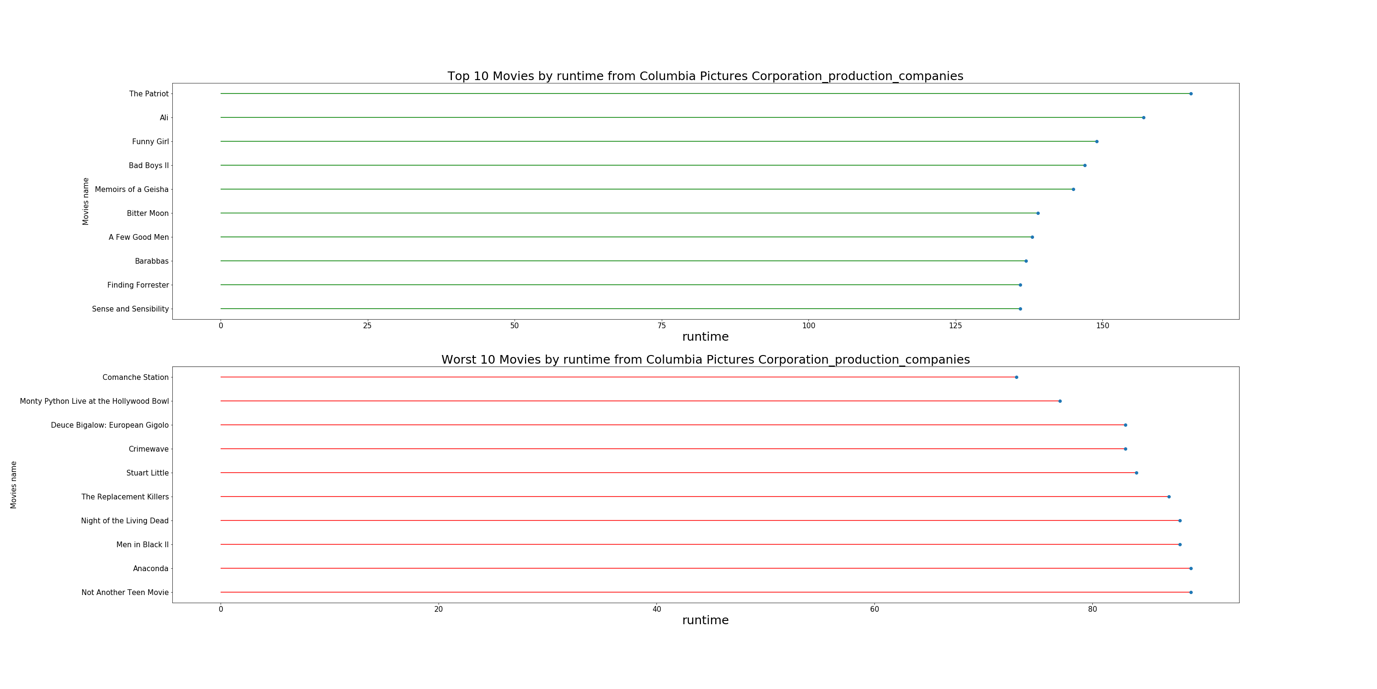 Top 10 Movies by runtime from Columbia Pictures Corporation_production_companies
Movies name
The Patriot
Ali
Funny Girl
Bad Boys II
Memoirs of a Geisha
Bitter Moon
A Few Good Men
Barabbas
Finding Forrester
Sense and Sensibility
0 25 50 75 100 125 150
runtime
Worst 10 Movies by runtime from Columbia Pictures Corporation_production_companies
Movies name
Comanche Station
Monty Python Live at the Hollywood Bowl
Deuce Bigalow: European Gigolo
Crimewave
Stuart Little
The Replacement Killers
Night of the Living Dead
Men in Black II
Anaconda
Not Another Teen Movie
0 20 40 60 80
runtime